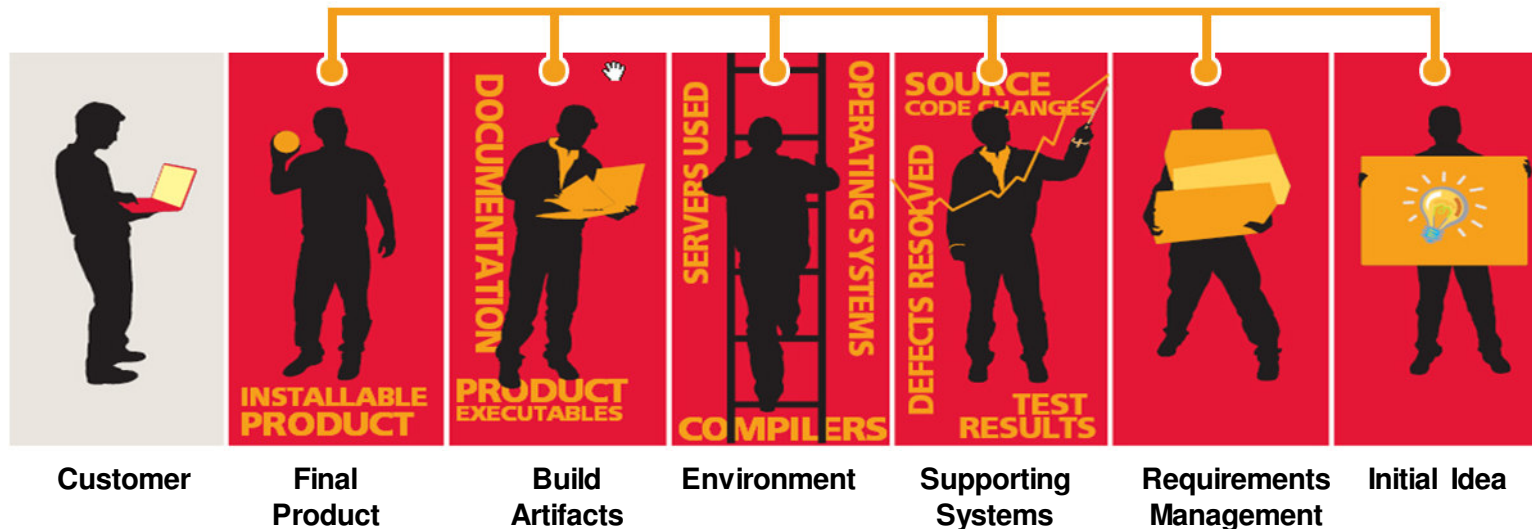 INSTALLABLE
PRODUCT
DOCUMENTATION
PRODUCT
EXECUTABLES
SERVERS USED
OPERATING SYSTEMS
COMPILERS
SOURCE
CODE CHANGES
DEFECTS RESOLVED
TEST
RESULTS
Customer
Final
Product
Build
Artifacts
Environment
Supporting
Systems
Requirements
Management
Initial Idea